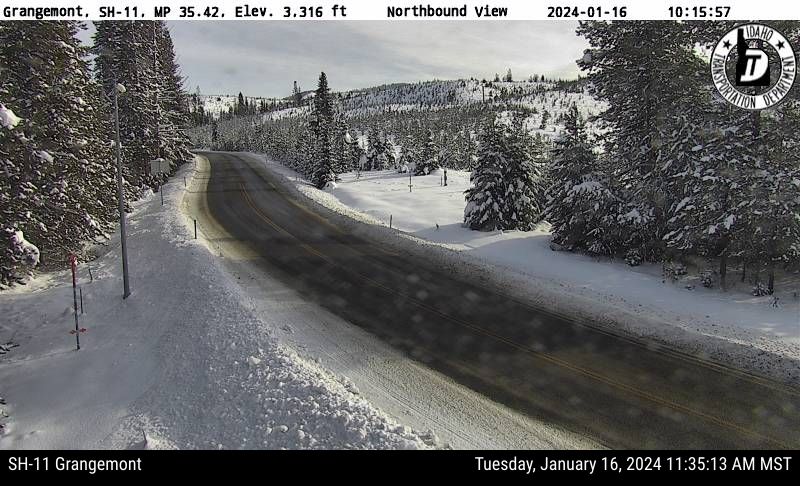 Grangemont, SH-11, MP 35.42, Elev. 3,316 ft Northbound View 2024-01-16 10:15:57
IDAHO
TRANSPORTATION DEPARTMENT
SH-11 Grangemont Tuesday, January 16, 2024 11:35:13 AM MST